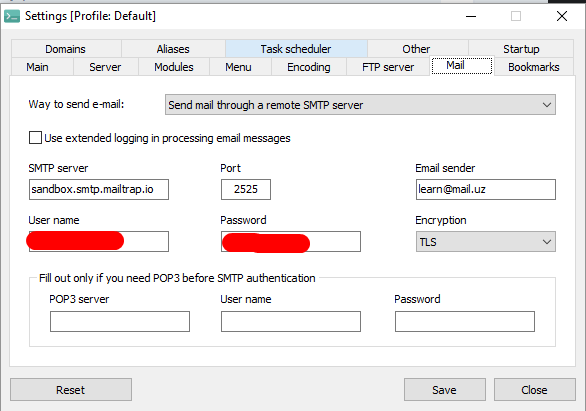 Settings [Profile: Default]
Domains Aliases Task scheduler Other Startup
Main Server Modules Menu Encoding FTP server Mail Bookmarks
Way to send e-mail: Send mail through a remote SMTP server
Use extended logging in processing email messages
SMTP server Port Email sender
sandbox.smtp.mailtrap.io 2525 learn@mail.uz
User name Password Encryption
TLS
Fill out only if you need POP3 before SMTP authentication
POP3 server User name Password
Reset Save Close